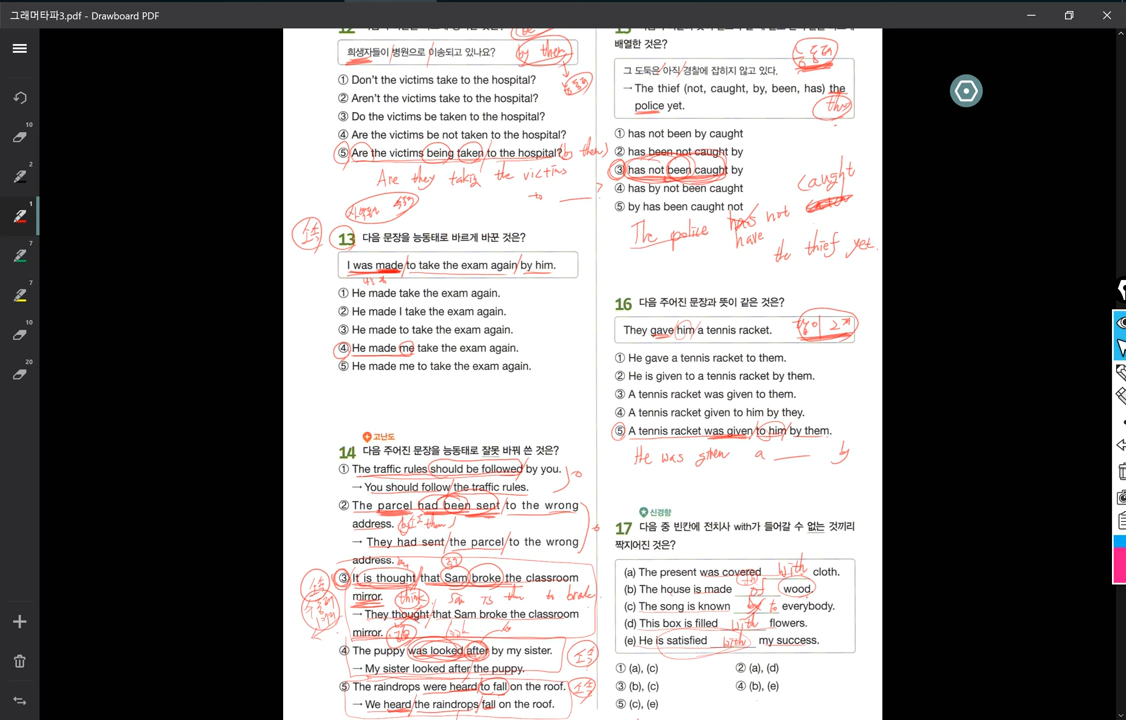 그래머타파3.pdf - Drawboard PDF
희생자들이 병원으로 이송되고 있나요?
by them
① Don't the victims take to the hospital?
② Aren't the victims take to the hospital?
③ Do the victims be taken to the hospital?
④ Are the victims be not taken to the hospital?
⑤ Are the victims being taken to the hospital? (by them)
Are they taking the victims
to ?
13 다음 문장을 능동태로 바르게 바꾼 것은?
I was made to take the exam again by him.
① He made take the exam again.
② He made I take the exam again.
③ He made to take the exam again.
④ He made me take the exam again.
⑤ He made me to take the exam again.
고난도
14 다음 주어진 문장을 능동태로 잘못 바꿔 쓴 것은?
① The traffic rules should be followed by you.
→ You should follow the traffic rules.
② The parcel had been sent to the wrong
address.
→ They had sent the parcel to the wrong
address.
③ It is thought that Sam broke the classroom
mirror. think
→ They thought that Sam broke the classroom
mirror.
④ The puppy was looked after by my sister.
→ My sister looked after the puppy.
⑤ The raindrops were heard to fall on the roof.
→ We heard the raindrops fall on the roof.
배열한 것은?
수동태
그 도둑은 아직 경찰에 잡히지 않고 있다.
→ The thief (not, caught, by, been, has) the
police yet.
① has not been by caught
② has been not caught by
③ has not been caught by
④ has by not been caught
⑤ by has been caught not
caught
The police has not
have
the thief yet.
16 다음 주어진 문장과 뜻이 같은 것은?
They gave him a tennis racket.
① He gave a tennis racket to them.
② He is given to a tennis racket by them.
③ A tennis racket was given to them.
④ A tennis racket given to him by they.
⑤ A tennis racket was given to him by them.
He was given a by
신경향
17 다음 중 빈칸에 전치사 with가 들어갈 수 없는 것끼리
짝지어진 것은?
(a) The present was covered with cloth.
(b) The house is made of wood.
(c) The song is known to everybody.
(d) This box is filled with flowers.
(e) He is satisfied with my success.
① (a), (c) ② (a), (d)
③ (b), (c) ④ (b), (e)
⑤ (c), (e)